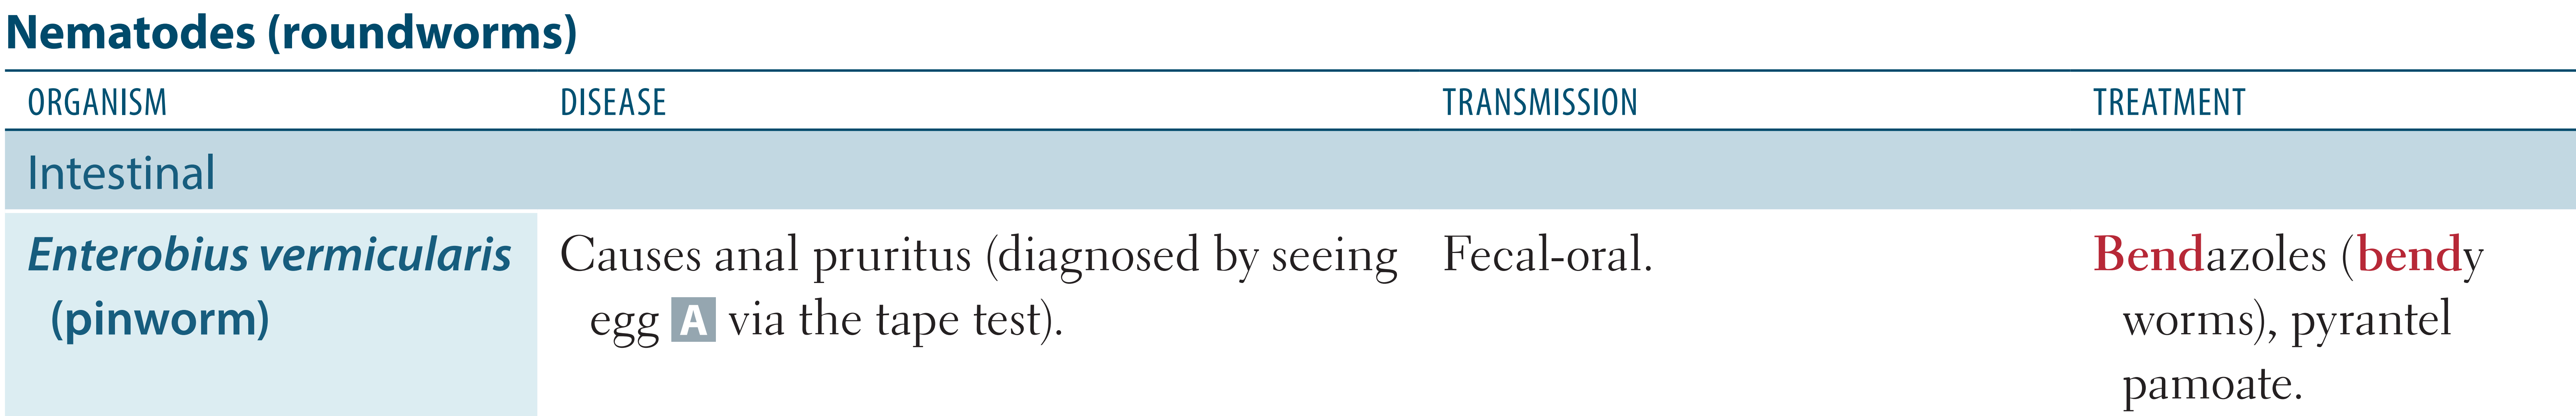 Nematodes (roundworms)
ORGANISM DISEASE TRANSMISSION TREATMENT
Intestinal
Enterobius vermicularis
(pinworm)
Causes anal pruritus (diagnosed by seeing
egg A via the tape test).
Fecal-oral.
Bendazoles (bendy
worms), pyrantel
pamoate.